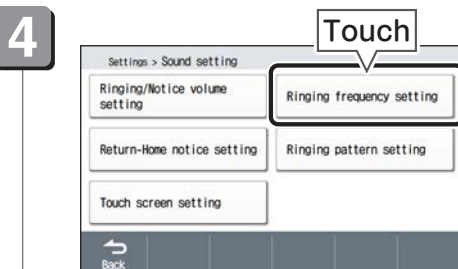 4
Touch
Settings > Sound setting
Ringing/Notice volume
setting
Ringing frequency setting
Return-Home notice setting
Ringing pattern setting
Touch screen setting
Back